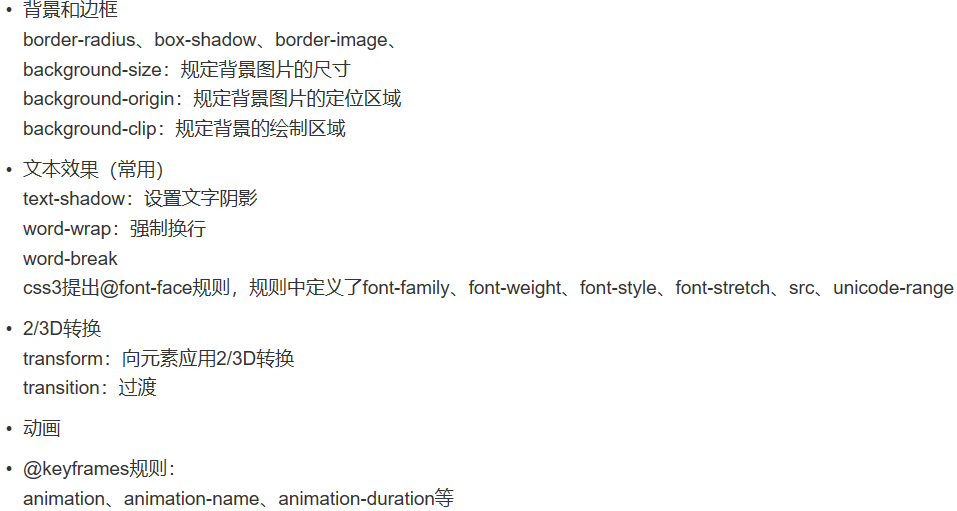 • 背景和边框
border-radius、box-shadow、border-image、
background-size：规定背景图片的尺寸
background-origin：规定背景图片的定位区域
background-clip：规定背景的绘制区域
• 文本效果（常用）
text-shadow：设置文字阴影
word-wrap：强制换行
word-break
css3提出@font-face规则，规则中定义了font-family、font-weight、font-style、font-stretch、src、unicode-range
• 2/3D转换
transform：向元素应用2/3D转换
transition：过渡
• 动画
• @keyframes规则：
animation、animation-name、animation-duration等